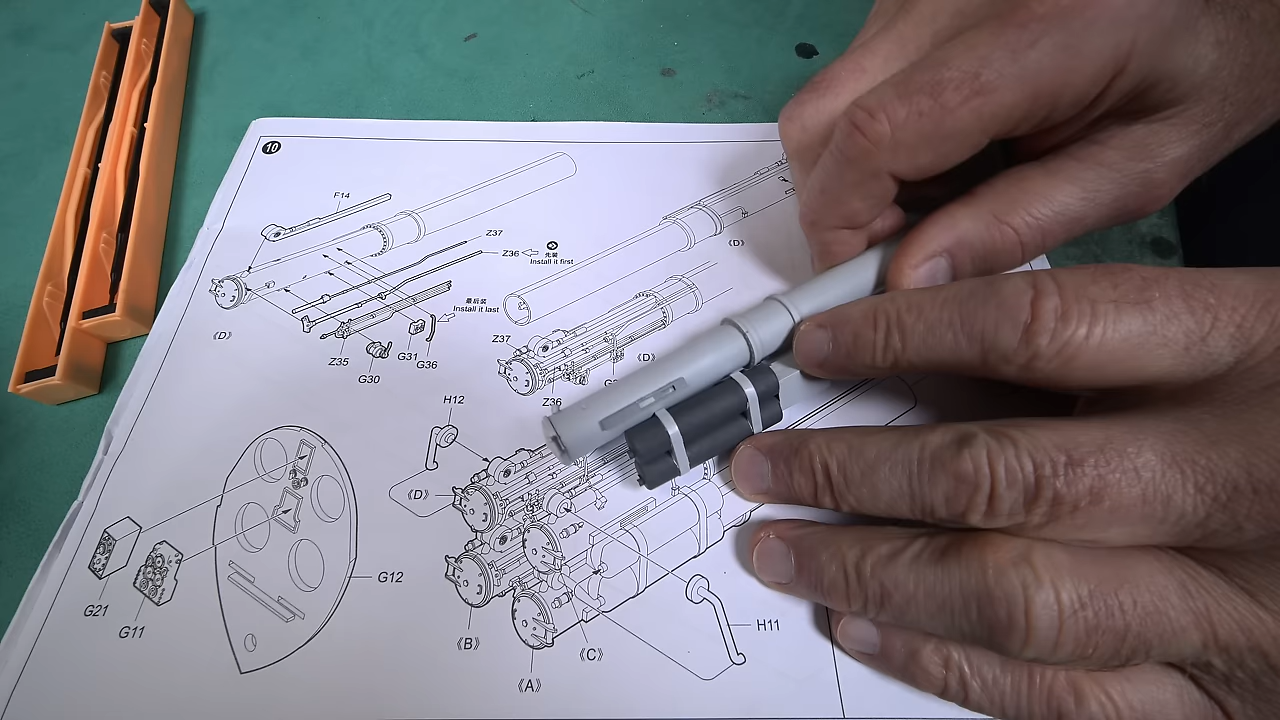 10
F14
Z37
Z36
先装
Install it first
最后装
Install it last
《D》
Z35
G30
G31
G36
《D》
Z37
《D》
Z36
H12
《D》
G12
G21
G11
《B》
《A》
《C》
H11